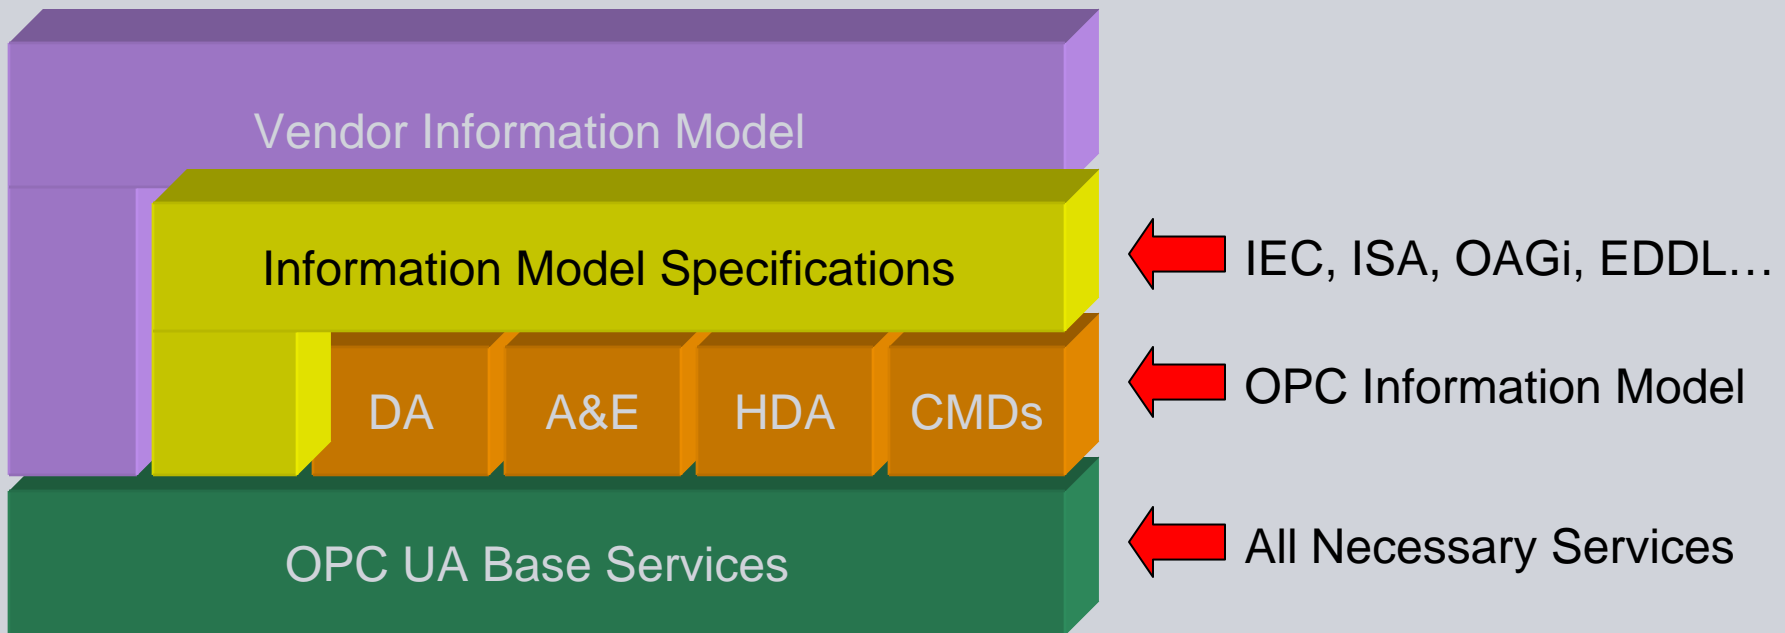 Vendor Information Model
Information Model Specifications
IEC, ISA, OAGi, EDDL…
DA
A&E
HDA
CMDs
OPC Information Model
OPC UA Base Services
All Necessary Services